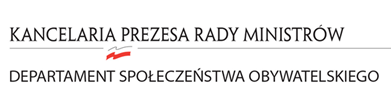 KANCELARIA PREZESA RADY MINISTRÓW
DEPARTAMENT SPOŁECZEŃSTWA OBYWATELSKIEGO